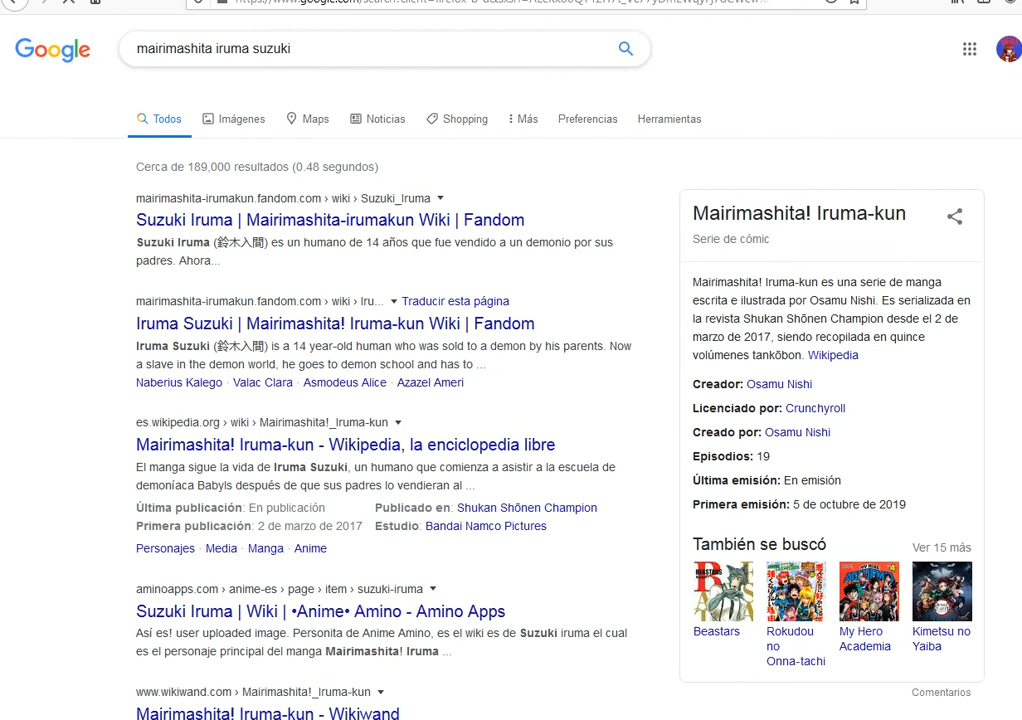 Google
mairimashita iruma suzuki
Todos
Imágenes
Maps
Noticias
Shopping
Más
Preferencias
Herramientas
Cerca de 189,000 resultados (0.48 segundos)
mairimashita-irumakun.fandom.com › wiki › Suzuki_Iruma
Suzuki Iruma | Mairimashita-irumakun Wiki | Fandom
Suzuki Iruma (鈴木入間) es un humano de 14 años que fue vendido a un demonio por sus
padres. Ahora...
mairimashita-irumakun.fandom.com › wiki › Iru... Traducir esta página
Iruma Suzuki | Mairimashita! Iruma-kun Wiki | Fandom
Iruma Suzuki (鈴木入間) is a 14 year-old human who was sold to a demon by his parents. Now
a slave in the demon world, he goes to demon school and has to ...
Naberius Kalego · Valac Clara · Asmodeus Alice · Azazel Ameri
es.wikipedia.org › wiki › Mairimashita!_Iruma-kun
Mairimashita! Iruma-kun - Wikipedia, la enciclopedia libre
El manga sigue la vida de Iruma Suzuki, un humano que comienza a asistir a la escuela de
demoníaca Babyls después de que sus padres lo vendieran al ...
Última publicación: En publicación Publicado en: Shukan Shōnen Champion
Primera publicación: 2 de marzo de 2017 Estudio: Bandai Namco Pictures
Personajes · Media · Manga · Anime
aminoapps.com › anime-es › page › item › suzuki-iruma
Suzuki Iruma | Wiki | •Anime• Amino - Amino Apps
Así es! user uploaded image. Personita de Anime Amino, es el wiki es de Suzuki iruma el cual
es el personaje principal del manga Mairimashita! Iruma ...
www.wikiwand.com › Mairimashita!_Iruma-kun
Mairimashita! Iruma-kun - Wikiwand
Mairimashita! Iruma-kun
Serie de cómic
Mairimashita! Iruma-kun es una serie de manga
escrita e ilustrada por Osamu Nishi. Es serializada en
la revista Shukan Shōnen Champion desde el 2 de
marzo de 2017, siendo recopilada en quince
volúmenes tankōbon. Wikipedia
Creador: Osamu Nishi
Licenciado por: Crunchyroll
Creado por: Osamu Nishi
Episodios: 19
Última emisión: En emisión
Primera emisión: 5 de octubre de 2019
También se buscó
Ver 15 más
BEASTARS
Beastars
Rokudou
no
Onna-tachi
My Hero
Academia
Kimetsu no
Yaiba
Comentarios